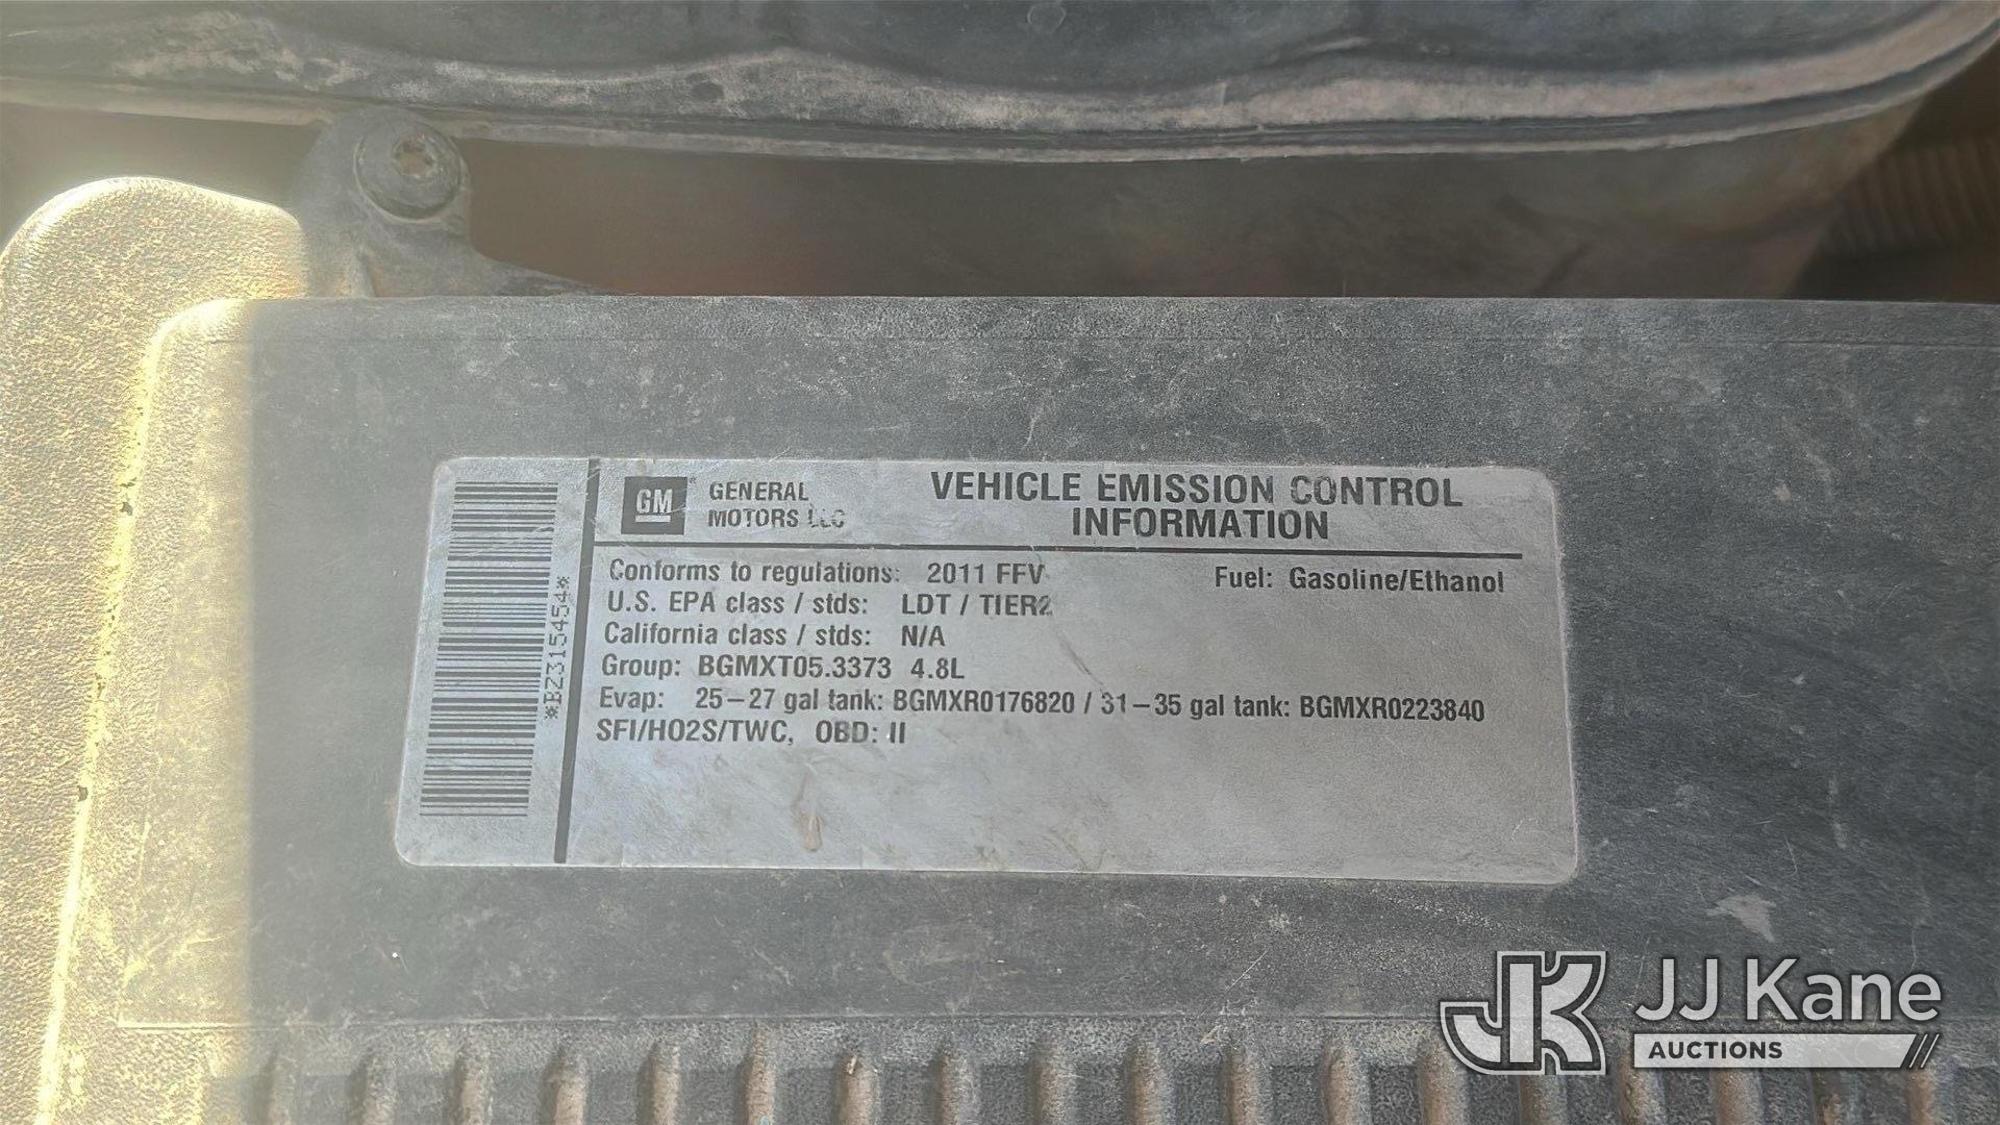 *BZ315454*
GM GENERAL MOTORS LLC
VEHICLE EMISSION CONTROL
INFORMATION
Conforms to regulations: 2011 FFV Fuel: Gasoline/Ethanol
U.S. EPA class / stds: LDT / TIER2
California class / stds: N/A
Group: BGMXT05.3373 4.8L
Evap: 25-27 gal tank: BGMXR0176820 / 31-35 gal tank: BGMXR0223840
SFI/HO2S/TWC, OBD: II
JK JJ Kane
AUCTIONS